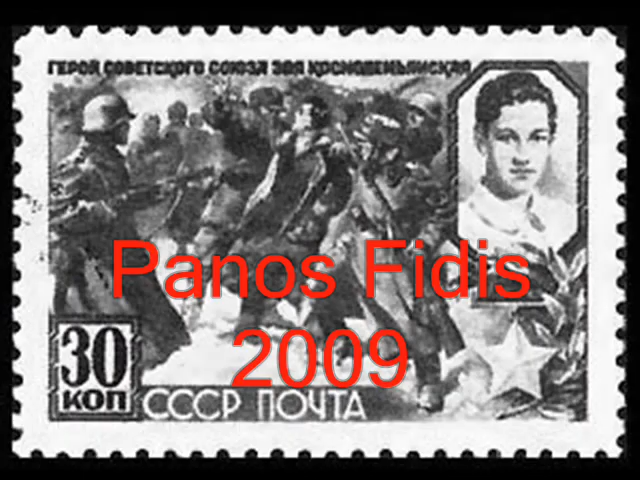 ГЕРОЙ СОВЕТСКОГО СОЮЗА ЗОЯ КОСМОДЕМЬЯНСКАЯ
Panos Fidis
2009
30
КОП
СССР ПОЧТА